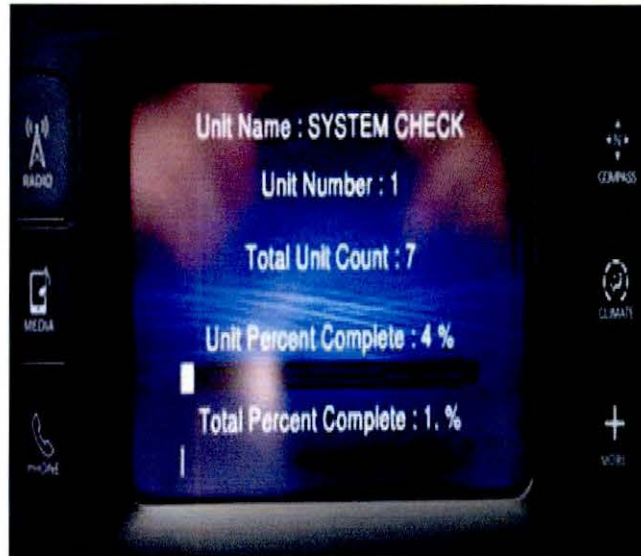 Unit Name : SYSTEM CHECK
Unit Number : 1
Total Unit Count : 7
Unit Percent Complete : 4 %
Total Percent Complete : 1. %
RADIO
MEDIA
PHONE
N
COMPASS
CLIMATE
MORE